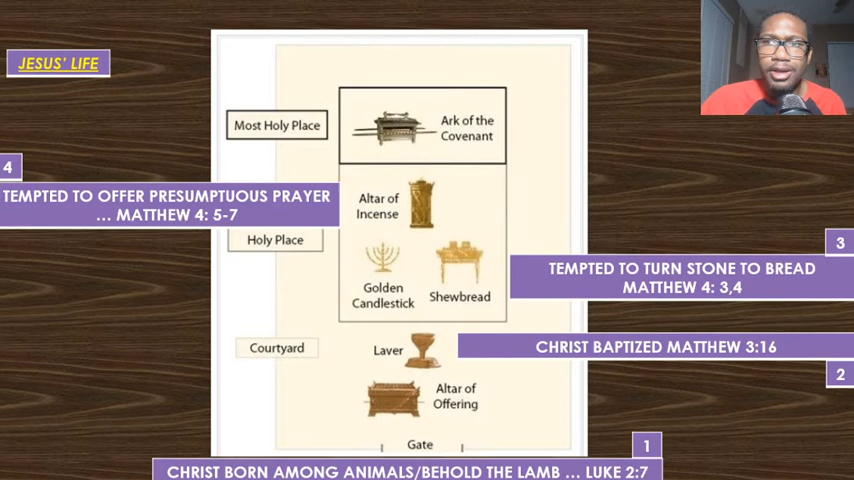 JESUS' LIFE
Most Holy Place
Ark of the
Covenant
4
TEMPTED TO OFFER PRESUMPTUOUS PRAYER
... MATTHEW 4: 5-7
Altar of
Incense
Holy Place
3
TEMPTED TO TURN STONE TO BREAD
MATTHEW 4: 3,4
Golden
Candlestick
Shewbread
Courtyard
Laver
CHRIST BAPTIZED MATTHEW 3:16
2
Altar of
Offering
Gate
1
CHRIST BORN AMONG ANIMALS/BEHOLD THE LAMB ... LUKE 2:7